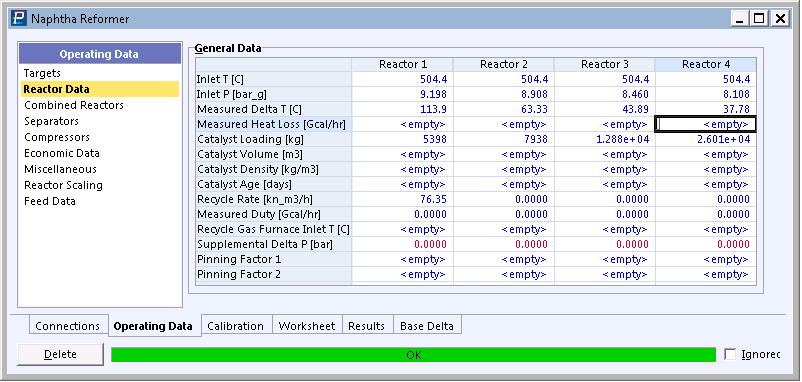 Naphtha Reformer
Operating Data
Targets
Reactor Data
Combined Reactors
Separators
Compressors
Economic Data
Miscellaneous
Reactor Scaling
Feed Data
General Data
Reactor 1 Reactor 2 Reactor 3 Reactor 4
Inlet T [C] 504.4 504.4 504.4 504.4
Inlet P [bar_g] 9.198 8.908 8.460 8.108
Measured Delta T [C] 113.9 63.33 43.89 37.78
Measured Heat Loss [Gcal/hr] <empty> <empty> <empty> <empty>
Catalyst Loading [kg] 5398 7938 1.288e+04 2.601e+04
Catalyst Volume [m3] <empty> <empty> <empty> <empty>
Catalyst Density [kg/m3] <empty> <empty> <empty> <empty>
Catalyst Age [days] <empty> <empty> <empty> <empty>
Recycle Rate [kn_m3/h] 76.35 0.0000 0.0000 0.0000
Measured Duty [Gcal/hr] 0.0000 0.0000 0.0000 0.0000
Recycle Gas Furnace Inlet T [C] <empty> <empty> <empty> <empty>
Supplemental Delta P [bar] 0.0000 0.0000 0.0000 0.0000
Pinning Factor 1 <empty> <empty> <empty> <empty>
Pinning Factor 2 <empty> <empty> <empty> <empty>
Connections Operating Data Calibration Worksheet Results Base Delta
Delete OK Ignorec